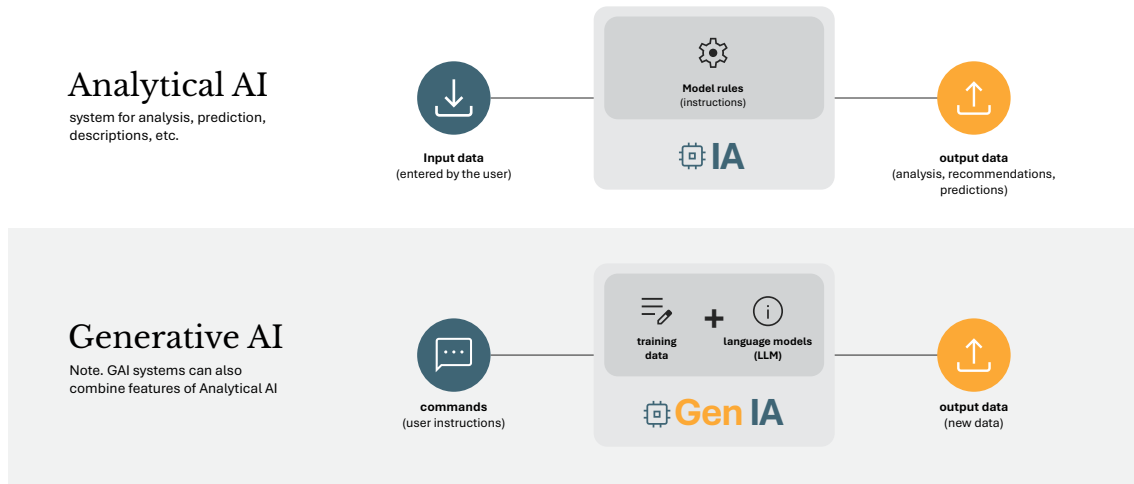 Analytical AI
system for analysis, prediction,
descriptions, etc.
Input data
(entered by the user)
Model rules
(instructions)
IA
output data
(analysis, recommendations,
predictions)
Generative AI
Note. GAI systems can also
combine features of Analytical AI
commands
(user instructions)
training
data
+
language models
(LLM)
Gen IA
output data
(new data)